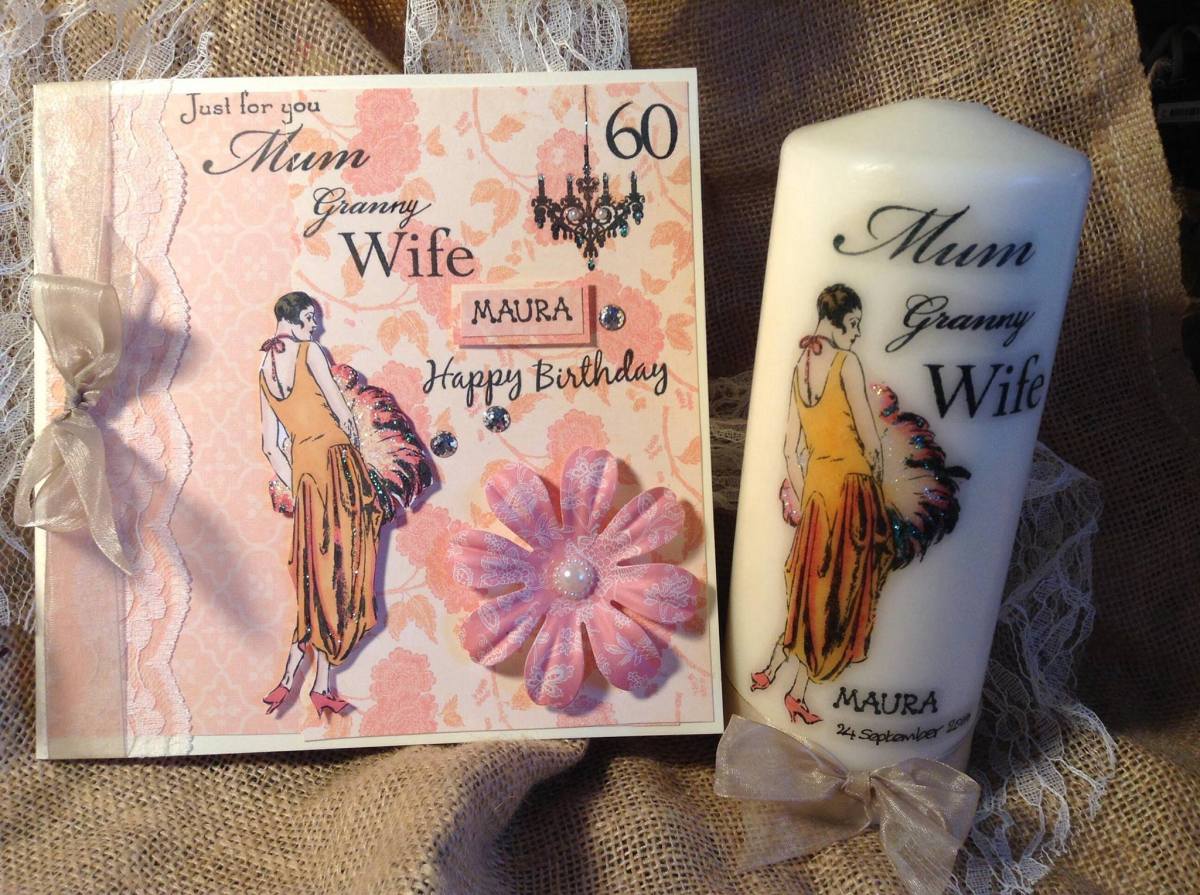 Just for you
Mum
Granny
Wife
60
MAURA
Happy Birthday
Mum
Granny
Wife
MAURA
24 September